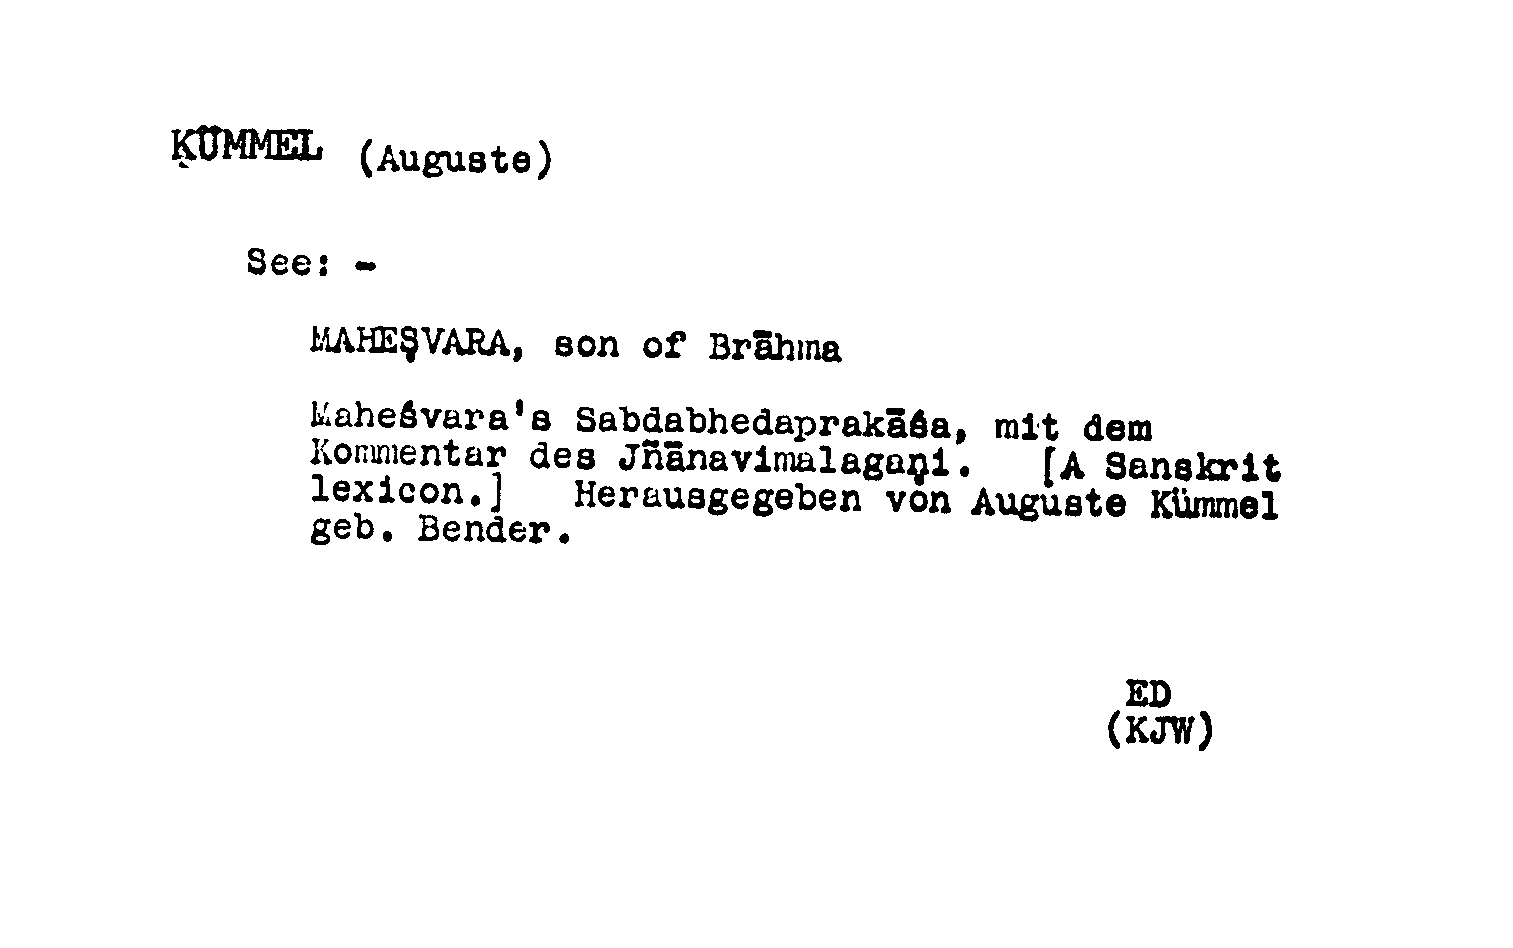 KÜMMEL (Auguste)
See: -
MAHEṢVARA, son of Brāhma
Maheśvara's Sabdabhedaprakāśa, mit dem
Kommentar des Jñānavimalagaṇi. [A Sanskrit
lexicon.] Herausgegeben von Auguste Kümmel
geb. Bender.
ED
(KJW)